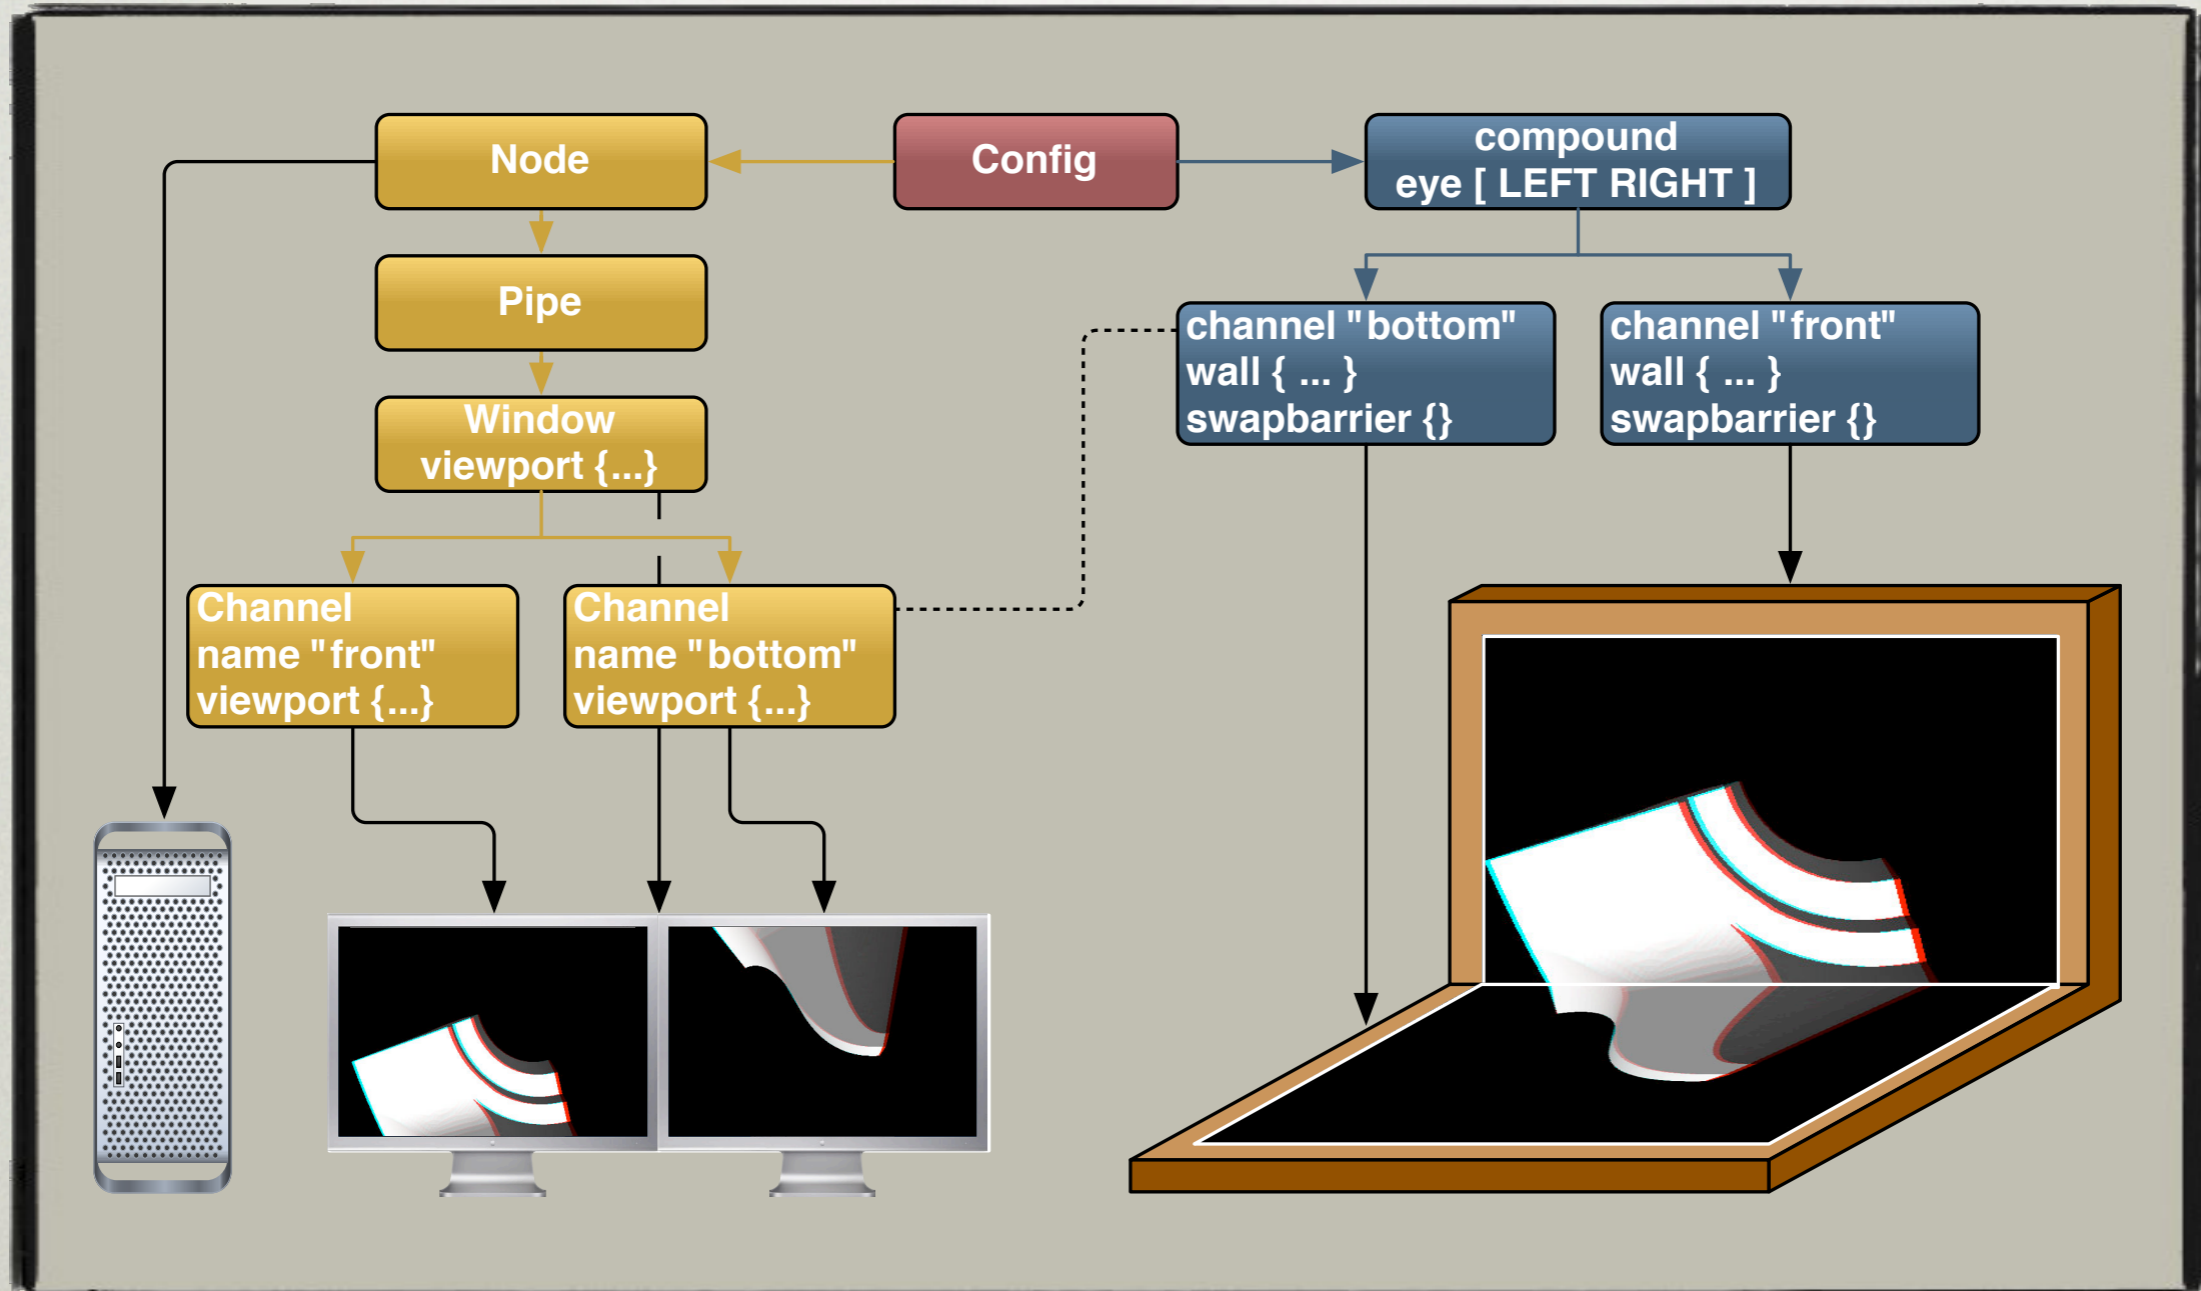 Node
Config
compound
eye [ LEFT RIGHT ]
Pipe
channel "bottom"
wall { ... }
swapbarrier {}
channel "front"
wall { ... }
swapbarrier {}
Window
viewport {...}
Channel
name "front"
viewport {...}
Channel
name "bottom"
viewport {...}